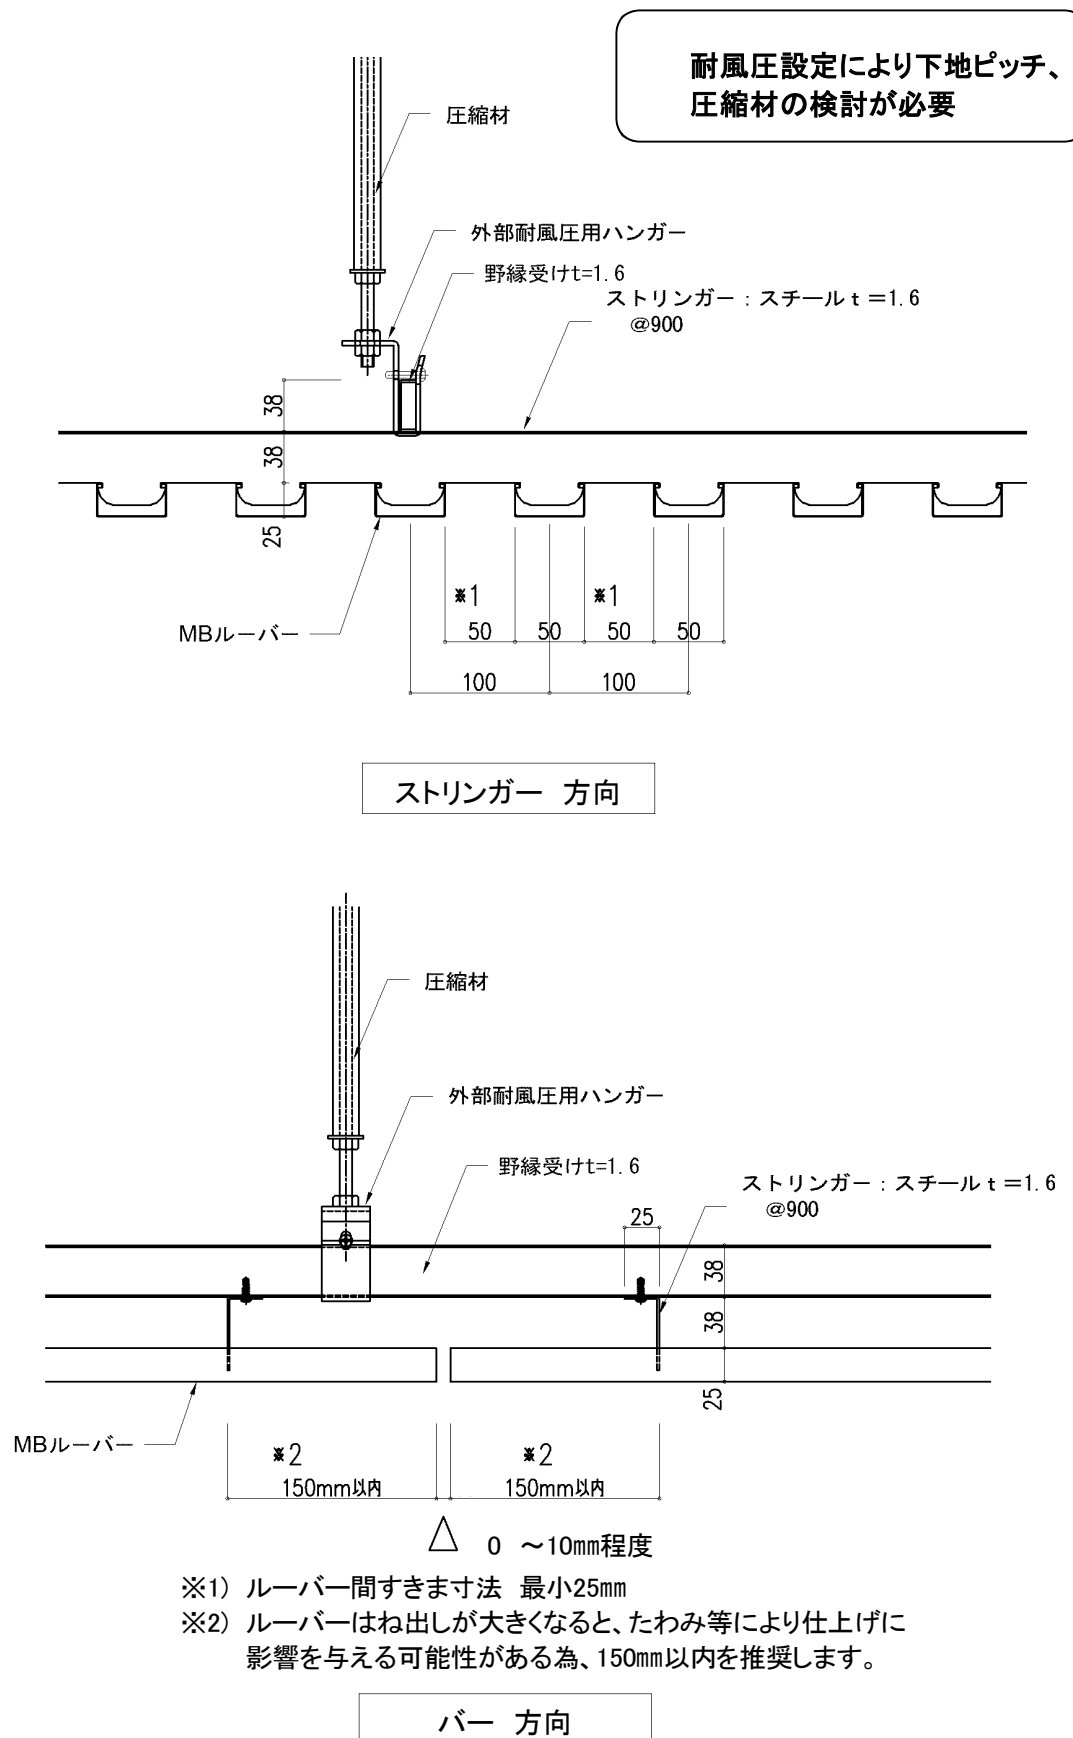 耐風圧設定により下地ピッチ、
圧縮材の検討が必要
圧縮材
外部耐風圧用ハンガー
野縁受けt=1.6
ストリンガー：スチールｔ＝1.6
@900
38
38
25
※1
※1
50
50
50
50
MBルーバー
100
100
ストリンガー 方向
圧縮材
外部耐風圧用ハンガー
野縁受けt=1.6
ストリンガー：スチールｔ＝1.6
@900
25
38
38
25
MBルーバー
※2
※2
150mm以内
150mm以内
0 ～10㎜程度
※1) ルーバー間すきま寸法 最小25㎜
※2) ルーバーはね出しが大きくなると、たわみ等により仕上げに
影響を与える可能性がある為、150㎜以内を推奨します。
バー 方向